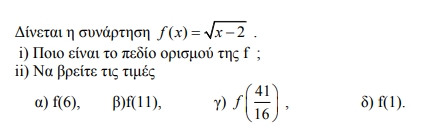 Δίνεται η συνάρτηση f(x) = √(x − 2) .
i) Ποιο είναι το πεδίο ορισμού της f ;
ii) Να βρείτε τις τιμές
α) f(6), β)f(11), γ) f(41/16) , δ) f(1).